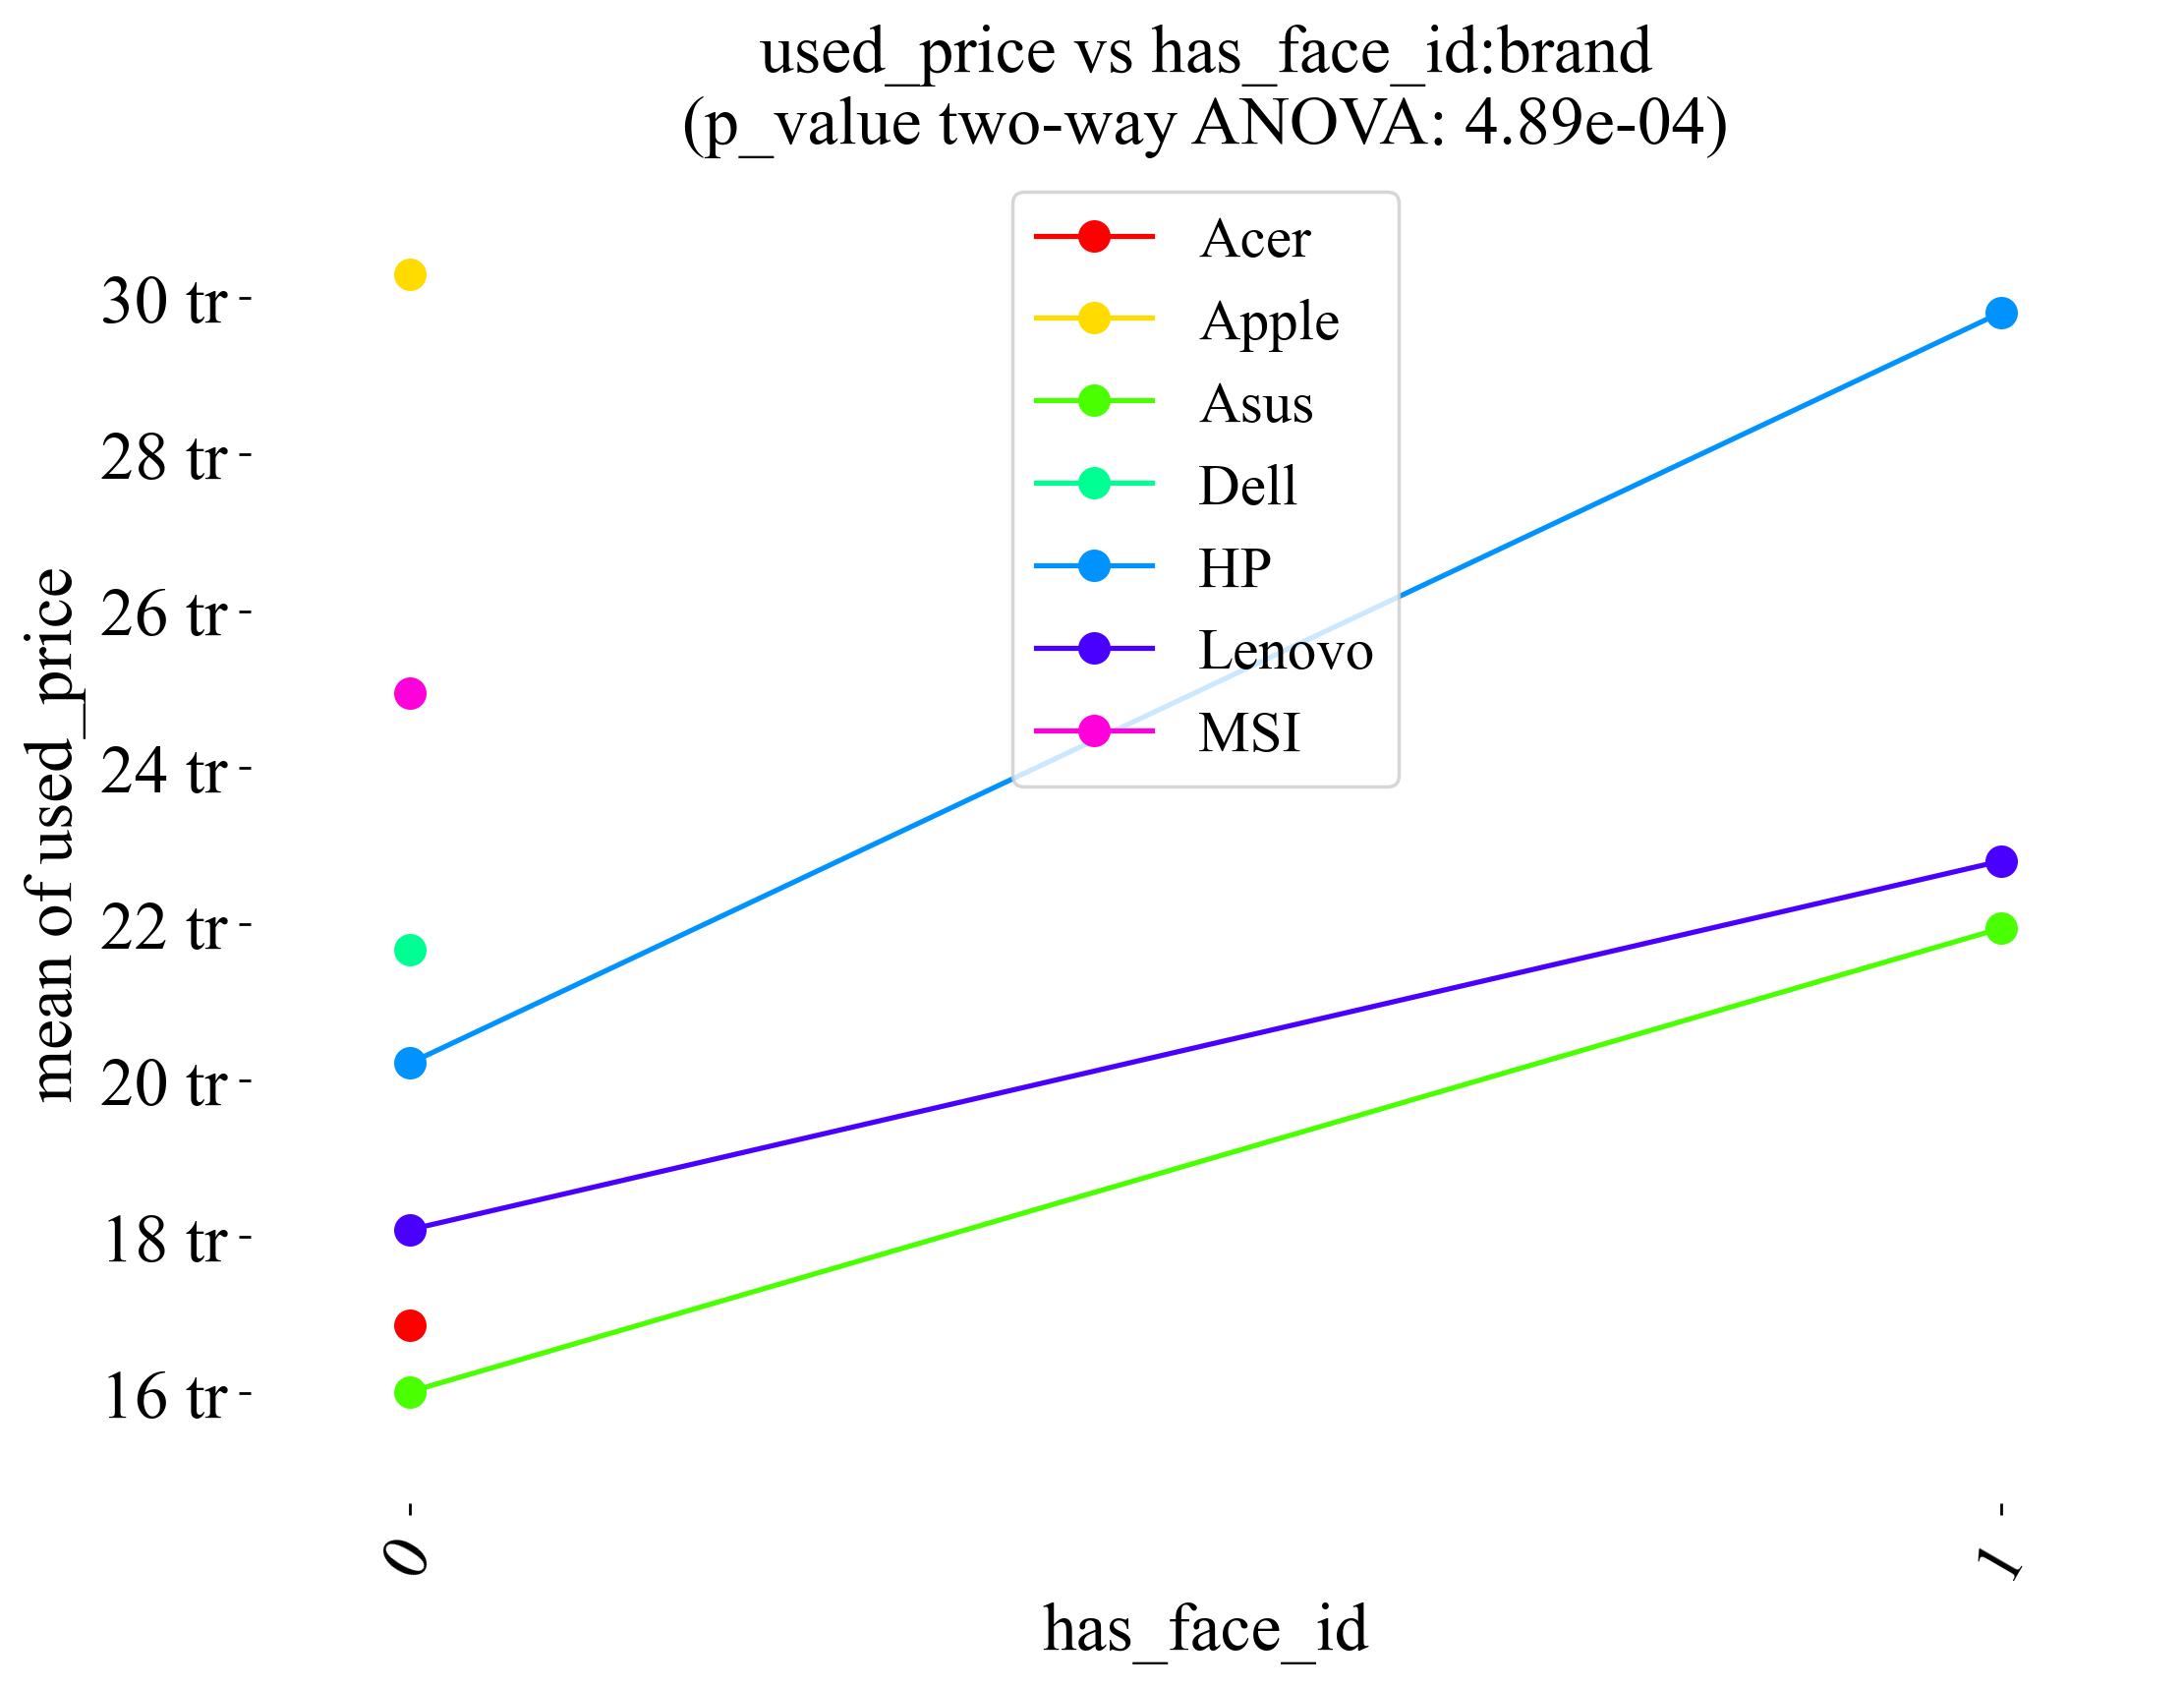 used_price vs has_face_id:brand
(p_value two-way ANOVA: 4.89e-04)
Acer
Apple
Asus
Dell
HP
Lenovo
MSI
mean of used_price
30 tr
28 tr
26 tr
24 tr
22 tr
20 tr
18 tr
16 tr
0
1
has_face_id